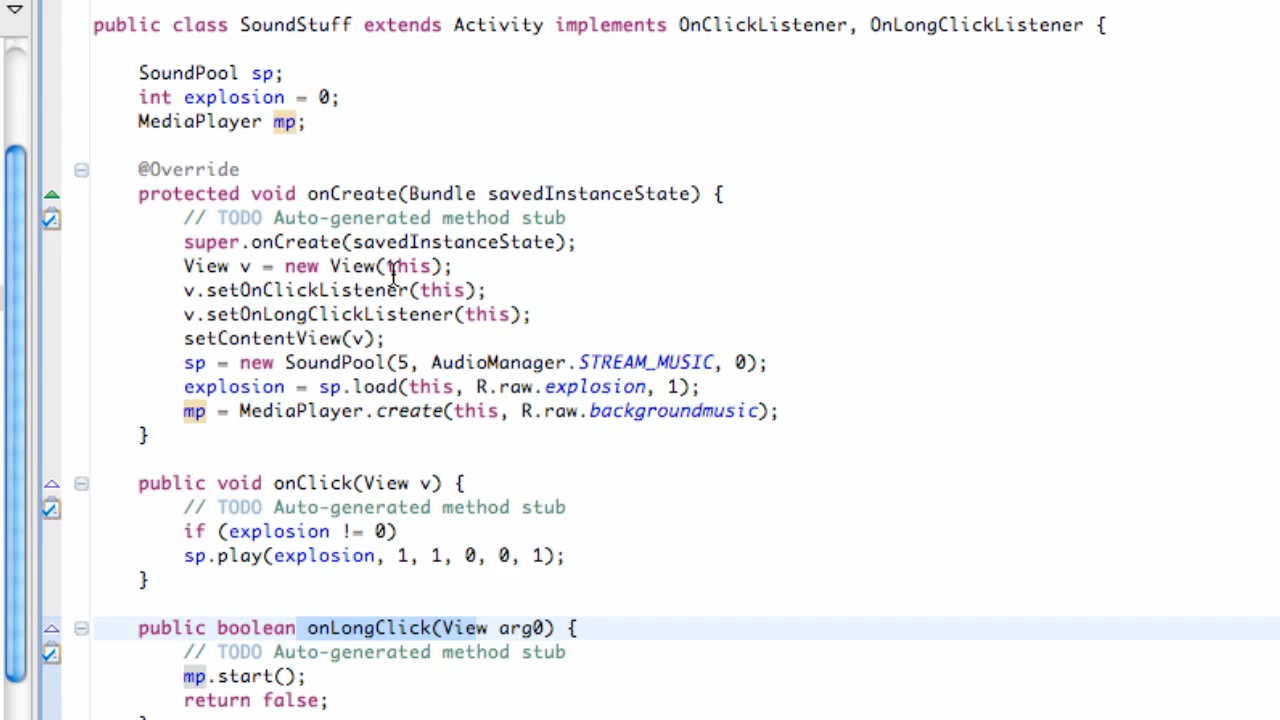 public class SoundStuff extends Activity implements OnClickListener, OnLongClickListener {
SoundPool sp;
int explosion = 0;
MediaPlayer mp;
@Override
protected void onCreate(Bundle savedInstanceState) {
// TODO Auto-generated method stub
super.onCreate(savedInstanceState);
View v = new View(this);
v.setOnClickListener(this);
v.setOnLongClickListener(this);
setContentView(v);
sp = new SoundPool(5, AudioManager.STREAM_MUSIC, 0);
explosion = sp.load(this, R.raw.explosion, 1);
mp = MediaPlayer.create(this, R.raw.backgroundmusic);
}
public void onClick(View v) {
// TODO Auto-generated method stub
if (explosion != 0)
sp.play(explosion, 1, 1, 0, 0, 1);
}
public boolean onLongClick(View arg0) {
// TODO Auto-generated method stub
mp.start();
return false;
}